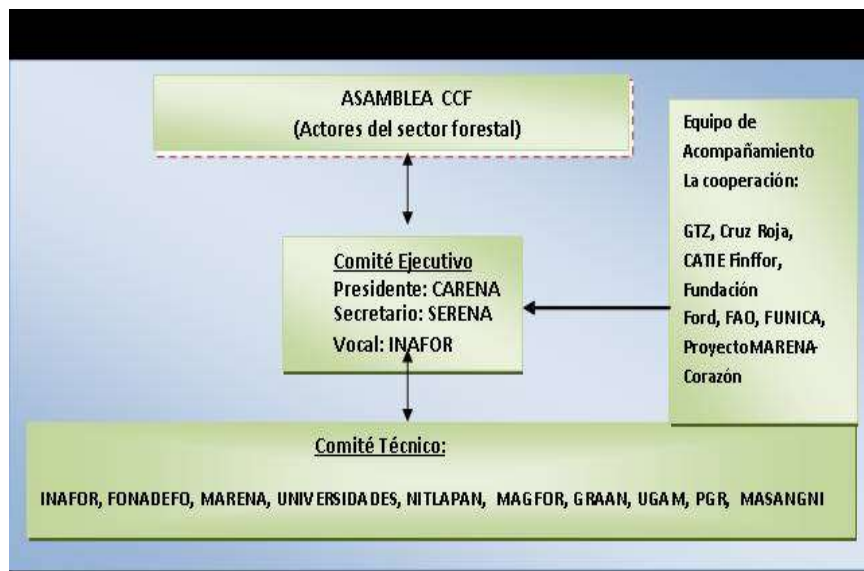 ASAMBLEA CCF
(Actores del sector forestal)
Equipo de
Acompañamiento
La cooperación:
GTZ, Cruz Roja,
CATIE Finffor,
Fundación
Ford, FAO, FUNICA,
ProyectoMARENA-
Corazón
Comité Ejecutivo
Presidente: CARENA
Secretario: SERENA
Vocal: INAFOR
Comité Técnico:
INAFOR, FONADEFO, MARENA, UNIVERSIDADES, NITLAPAN, MAGFOR, GRAAN, UGAM, PGR, MASANGNI